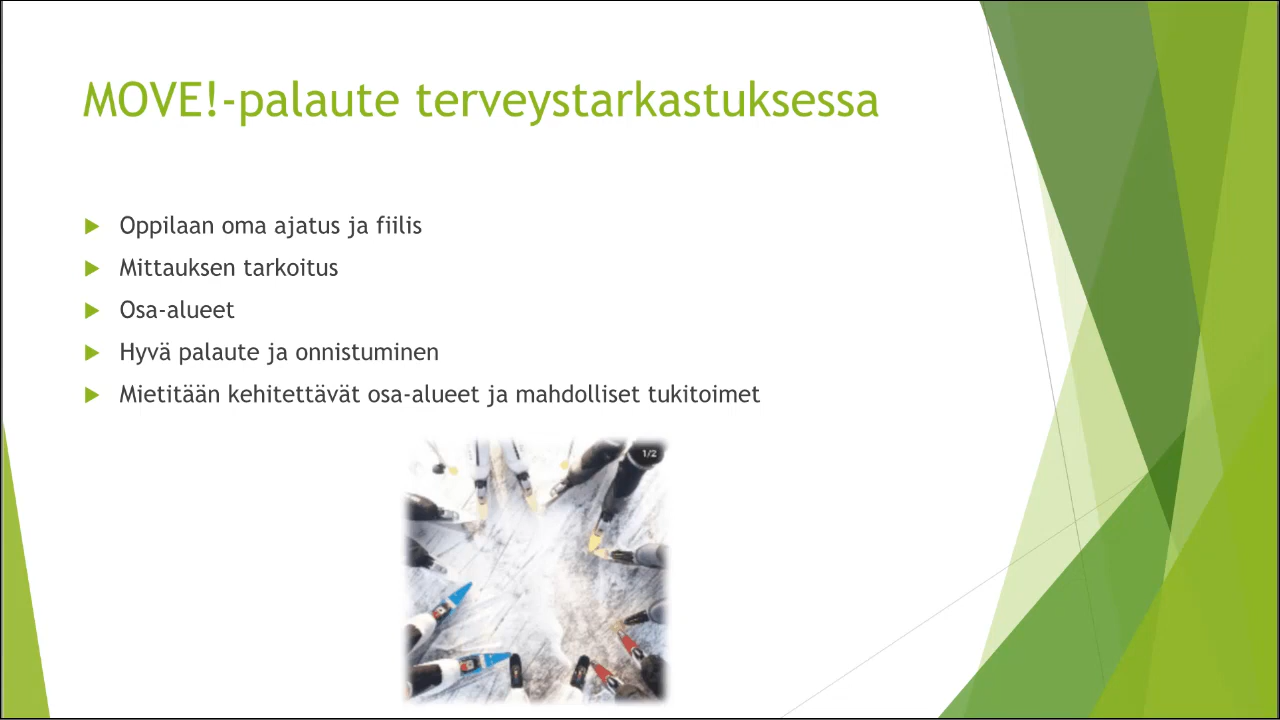 MOVE!-palaute terveystarkastuksessa
Oppilaan oma ajatus ja fiilis
Mittauksen tarkoitus
Osa-alueet
Hyvä palaute ja onnistuminen
Mietitään kehitettävät osa-alueet ja mahdolliset tukitoimet
1/2